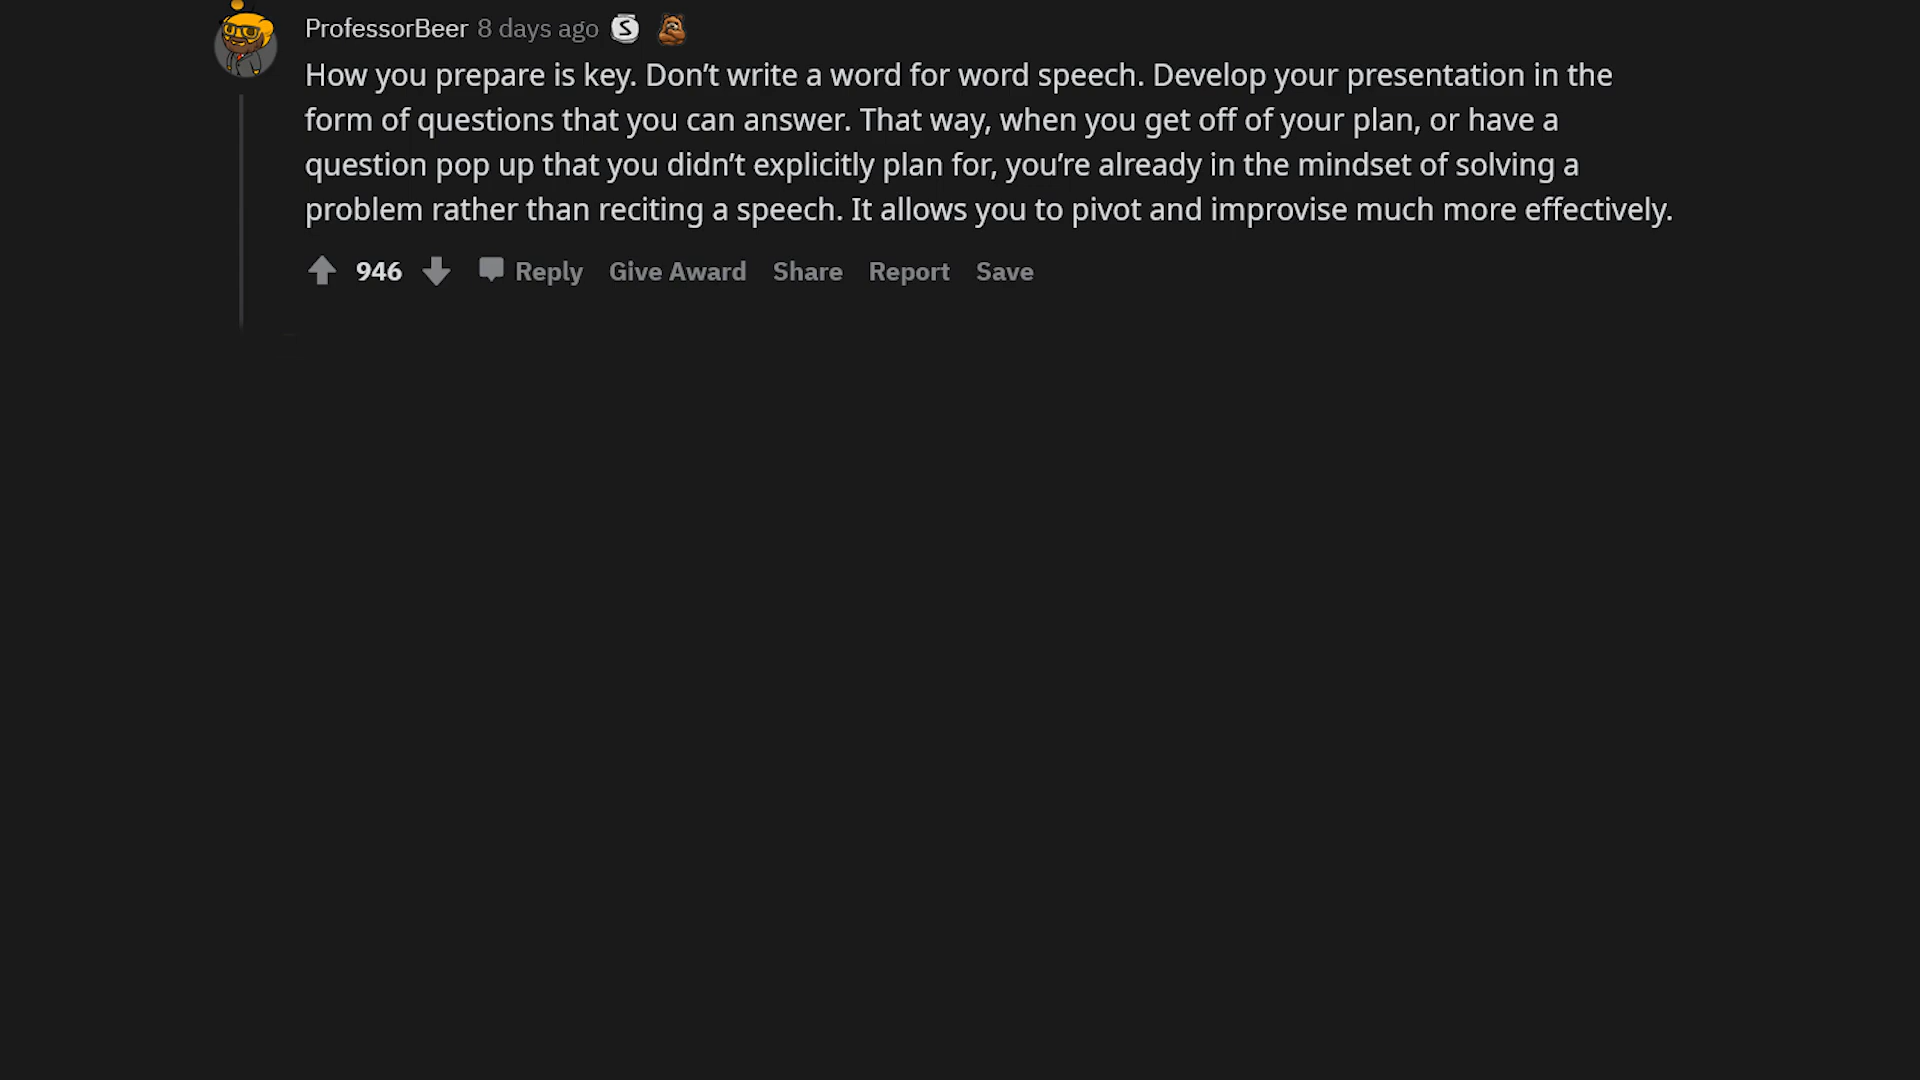 ProfessorBeer 8 days ago S
How you prepare is key. Don’t write a word for word speech. Develop your presentation in the
form of questions that you can answer. That way, when you get off of your plan, or have a
question pop up that you didn’t explicitly plan for, you’re already in the mindset of solving a
problem rather than reciting a speech. It allows you to pivot and improvise much more effectively.
946 Reply Give Award Share Report Save